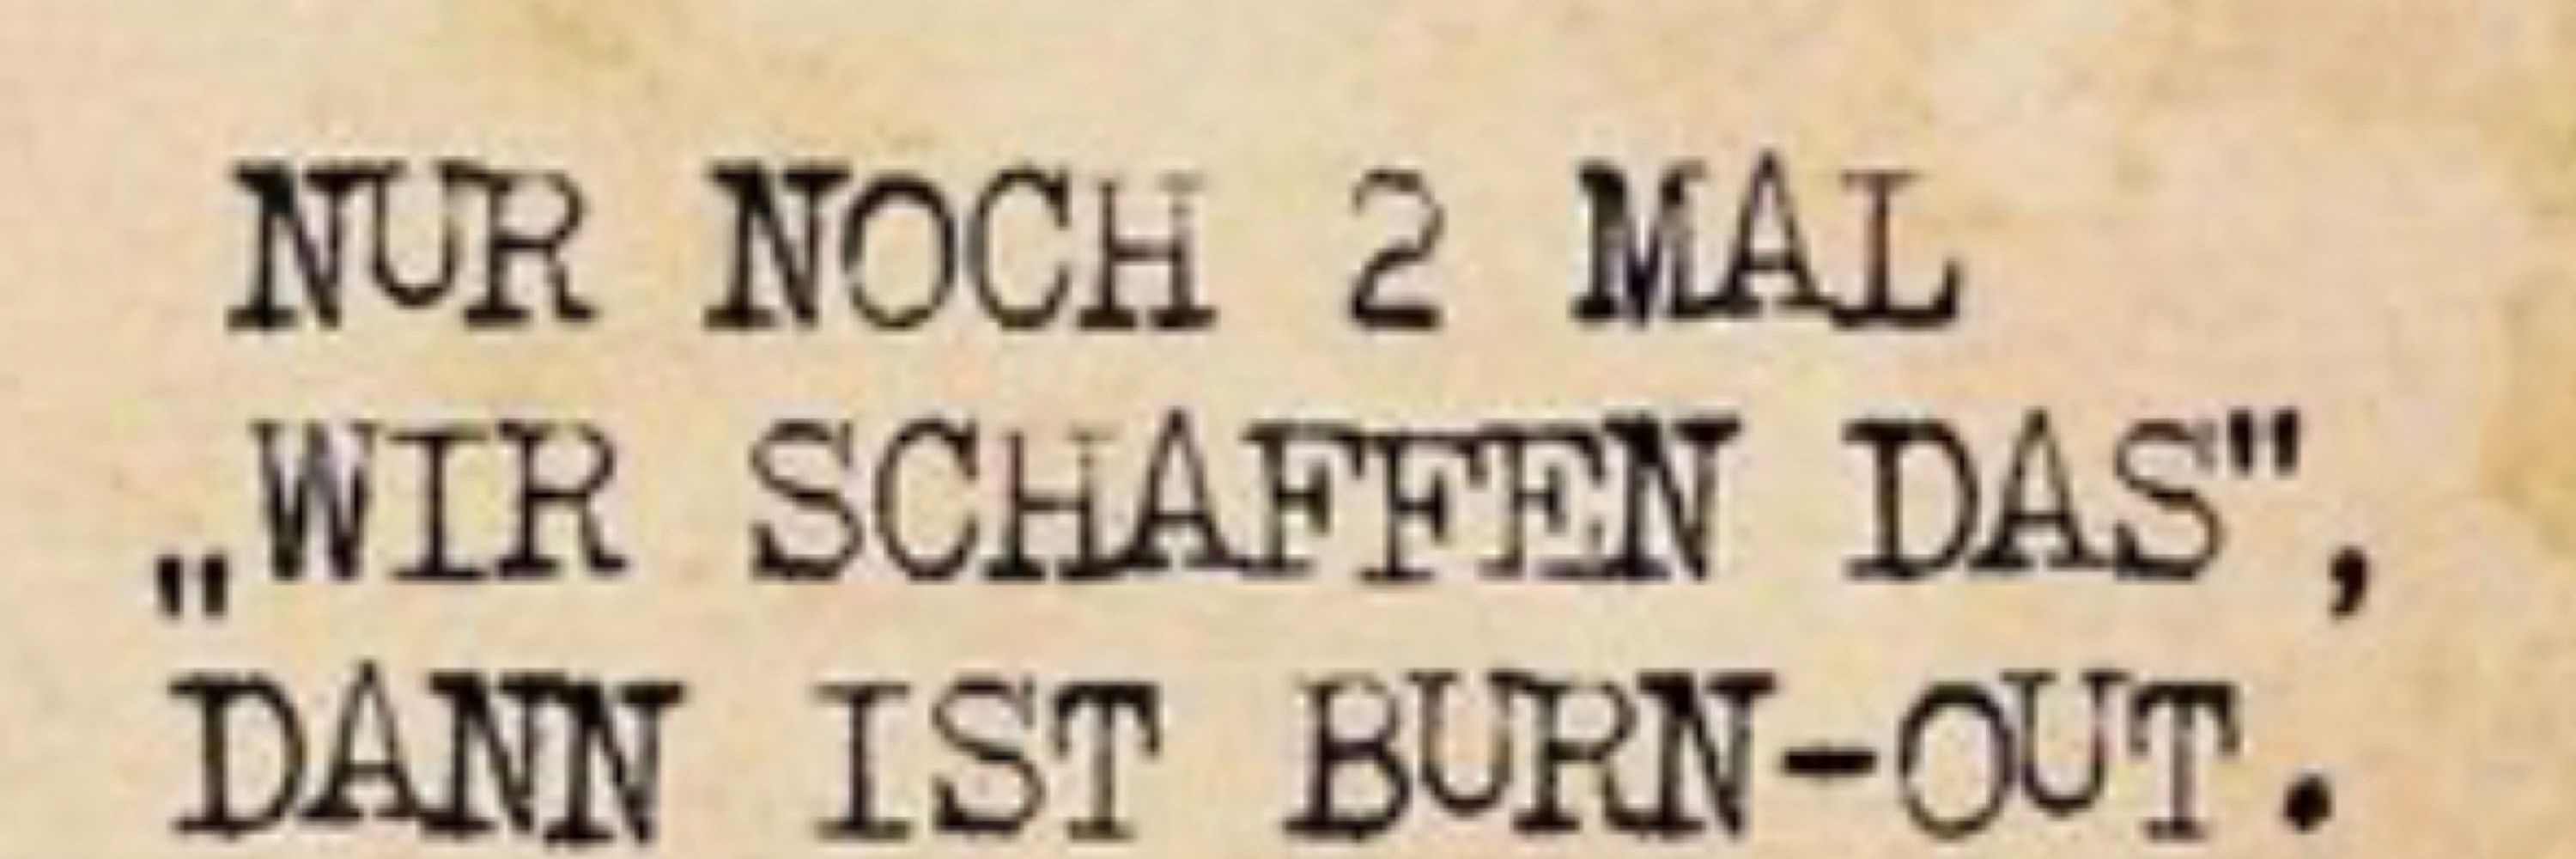 NUR NOCH 2 MAL
„WIR SCHAFFEN DAS",
DANN IST BURN-OUT.